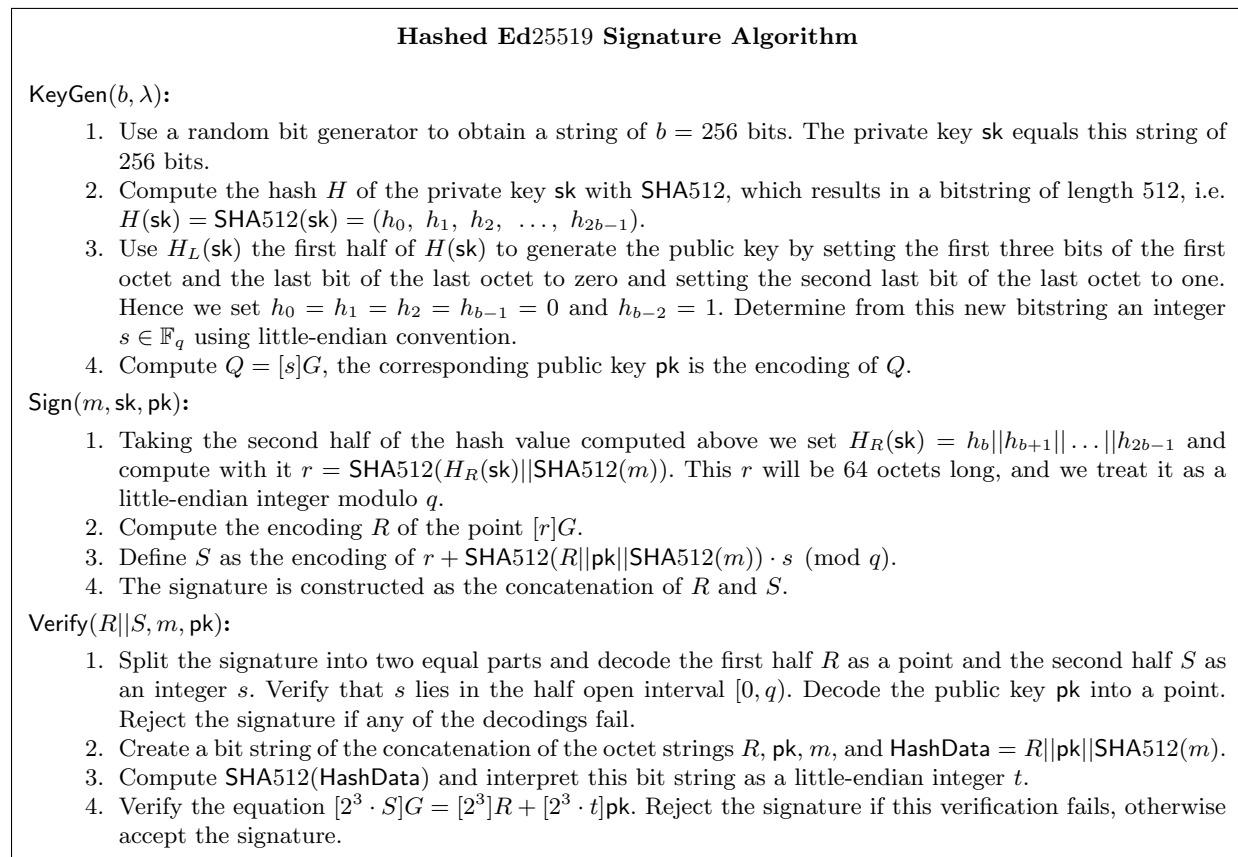 Hashed Ed25519 Signature Algorithm
KeyGen(b, λ):
1. Use a random bit generator to obtain a string of b = 256 bits. The private key sk equals this string of
256 bits.
2. Compute the hash H of the private key sk with SHA512, which results in a bitstring of length 512, i.e.
H(sk) = SHA512(sk) = (h₀, h₁, h₂, …, h₂b₋₁).
3. Use H_L(sk) the first half of H(sk) to generate the public key by setting the first three bits of the first
octet and the last bit of the last octet to zero and setting the second last bit of the last octet to one.
Hence we set h₀ = h₁ = h₂ = h_{b−1} = 0 and h_{b−2} = 1. Determine from this new bitstring an integer
s ∈ 𝔽_q using little-endian convention.
4. Compute Q = [s]G, the corresponding public key pk is the encoding of Q.
Sign(m, sk, pk):
1. Taking the second half of the hash value computed above we set H_R(sk) = h_b||h_{b+1}||…||h_{2b−1} and
compute with it r = SHA512(H_R(sk)||SHA512(m)). This r will be 64 octets long, and we treat it as a
little-endian integer modulo q.
2. Compute the encoding R of the point [r]G.
3. Define S as the encoding of r + SHA512(R||pk||SHA512(m)) · s (mod q).
4. The signature is constructed as the concatenation of R and S.
Verify(R||S, m, pk):
1. Split the signature into two equal parts and decode the first half R as a point and the second half S as
an integer s. Verify that s lies in the half open interval [0, q). Decode the public key pk into a point.
Reject the signature if any of the decodings fail.
2. Create a bit string of the concatenation of the octet strings R, pk, m, and HashData = R||pk||SHA512(m).
3. Compute SHA512(HashData) and interpret this bit string as a little-endian integer t.
4. Verify the equation [2³ · S]G = [2³]R + [2³ · t]pk. Reject the signature if this verification fails, otherwise
accept the signature.